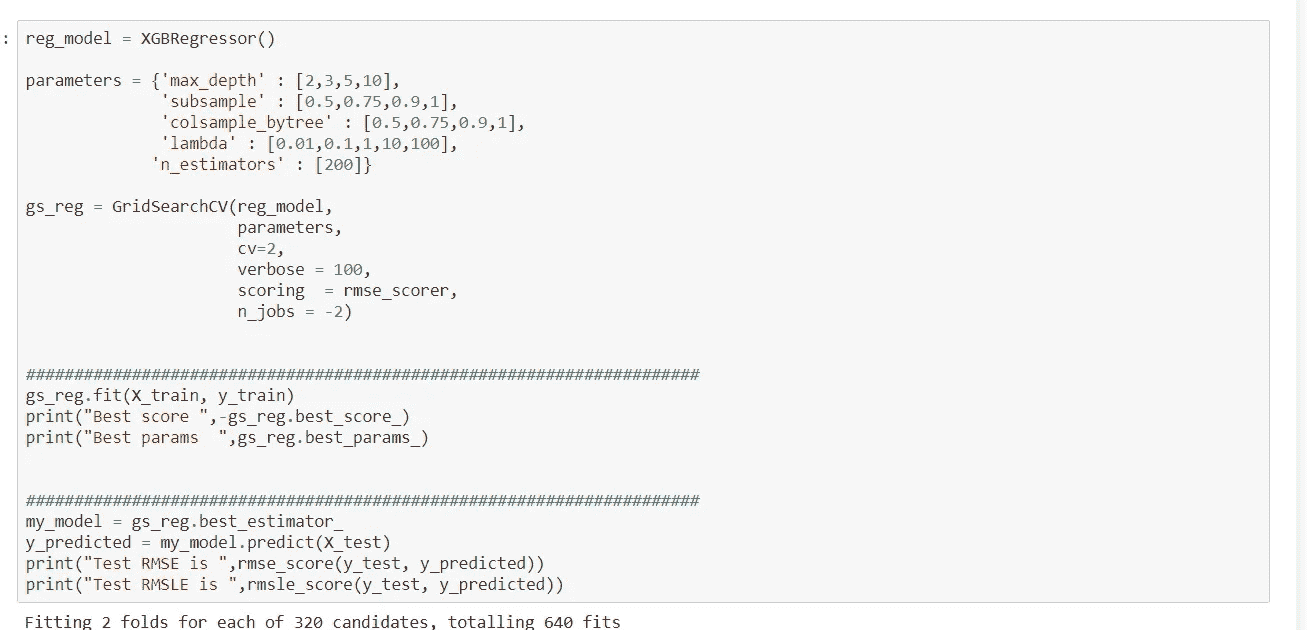 : reg_model = XGBRegressor()
parameters = {'max_depth' : [2,3,5,10],
'subsample' : [0.5,0.75,0.9,1],
'colsample_bytree' : [0.5,0.75,0.9,1],
'lambda' : [0.01,0.1,1,10,100],
'n_estimators' : [200]}
gs_reg = GridSearchCV(reg_model,
parameters,
cv=2,
verbose = 100,
scoring  = rmse_scorer,
n_jobs = -2)
######################################################################
gs_reg.fit(X_train, y_train)
print("Best score ",-gs_reg.best_score_)
print("Best params  ",gs_reg.best_params_)
######################################################################
my_model = gs_reg.best_estimator_
y_predicted = my_model.predict(X_test)
print("Test RMSE is ",rmse_score(y_test, y_predicted))
print("Test RMSLE is ",rmsle_score(y_test, y_predicted))
Fitting 2 folds for each of 320 candidates, totalling 640 fits